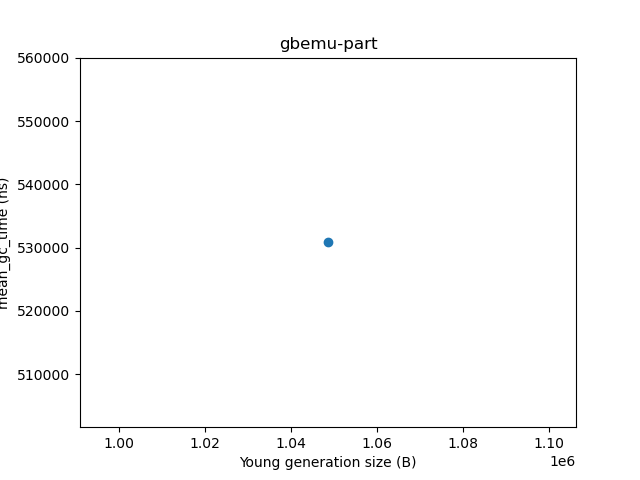 gbemu-part
560000
550000
540000
530000
520000
510000
mean_gc_time (ns)
1.00 1.02 1.04 1.06 1.08 1.10
1e6
Young generation size (B)